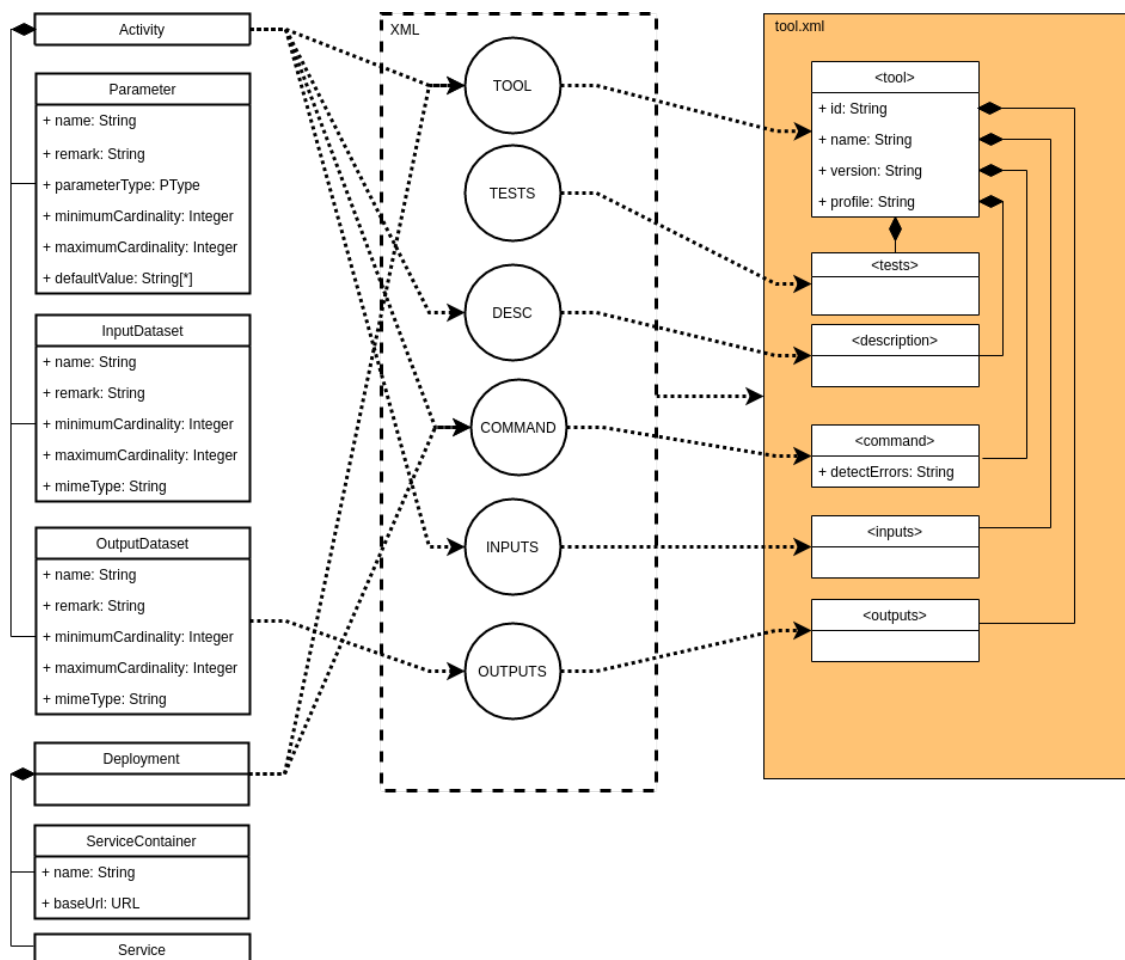 Activity
Parameter
+ name: String
+ remark: String
+ parameterType: PType
+ minimumCardinality: Integer
+ maximumCardinality: Integer
+ defaultValue: String[*]
InputDataset
+ name: String
+ remark: String
+ minimumCardinality: Integer
+ maximumCardinality: Integer
+ mimeType: String
OutputDataset
+ name: String
+ remark: String
+ minimumCardinality: Integer
+ maximumCardinality: Integer
+ mimeType: String
Deployment
ServiceContainer
+ name: String
+ baseUrl: URL
Service
XML
TOOL
TESTS
DESC
COMMAND
INPUTS
OUTPUTS
tool.xml
<tool>
+ id: String
+ name: String
+ version: String
+ profile: String
<tests>
<description>
<command>
+ detectErrors: String
<inputs>
<outputs>